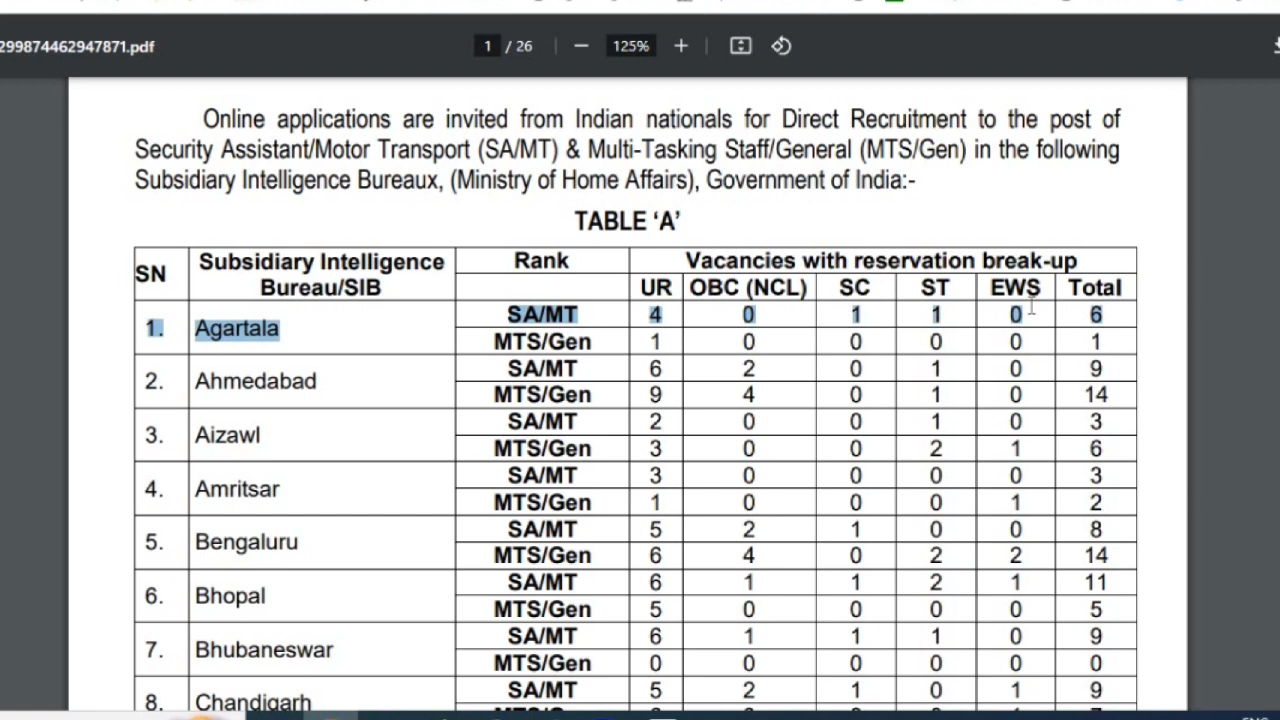 299874462947871.pdf
1 / 26
125%
Online applications are invited from Indian nationals for Direct Recruitment to the post of
Security Assistant/Motor Transport (SA/MT) & Multi-Tasking Staff/General (MTS/Gen) in the following
Subsidiary Intelligence Bureaux, (Ministry of Home Affairs), Government of India:-
TABLE ‘A’
SN Subsidiary Intelligence Bureau/SIB Rank Vacancies with reservation break-up
UR OBC (NCL) SC ST EWS Total
1. Agartala SA/MT 4 0 1 1 0 6
MTS/Gen 1 0 0 0 0 1
2. Ahmedabad SA/MT 6 2 0 1 0 9
MTS/Gen 9 4 0 1 0 14
3. Aizawl SA/MT 2 0 0 1 0 3
MTS/Gen 3 0 0 2 1 6
4. Amritsar SA/MT 3 0 0 0 0 3
MTS/Gen 1 0 0 0 1 2
5. Bengaluru SA/MT 5 2 1 0 0 8
MTS/Gen 6 4 0 2 2 14
6. Bhopal SA/MT 6 1 1 2 1 11
MTS/Gen 5 0 0 0 0 5
7. Bhubaneswar SA/MT 6 1 1 1 0 9
MTS/Gen 0 0 0 0 0 0
8. Chandigarh SA/MT 5 2 1 0 1 9